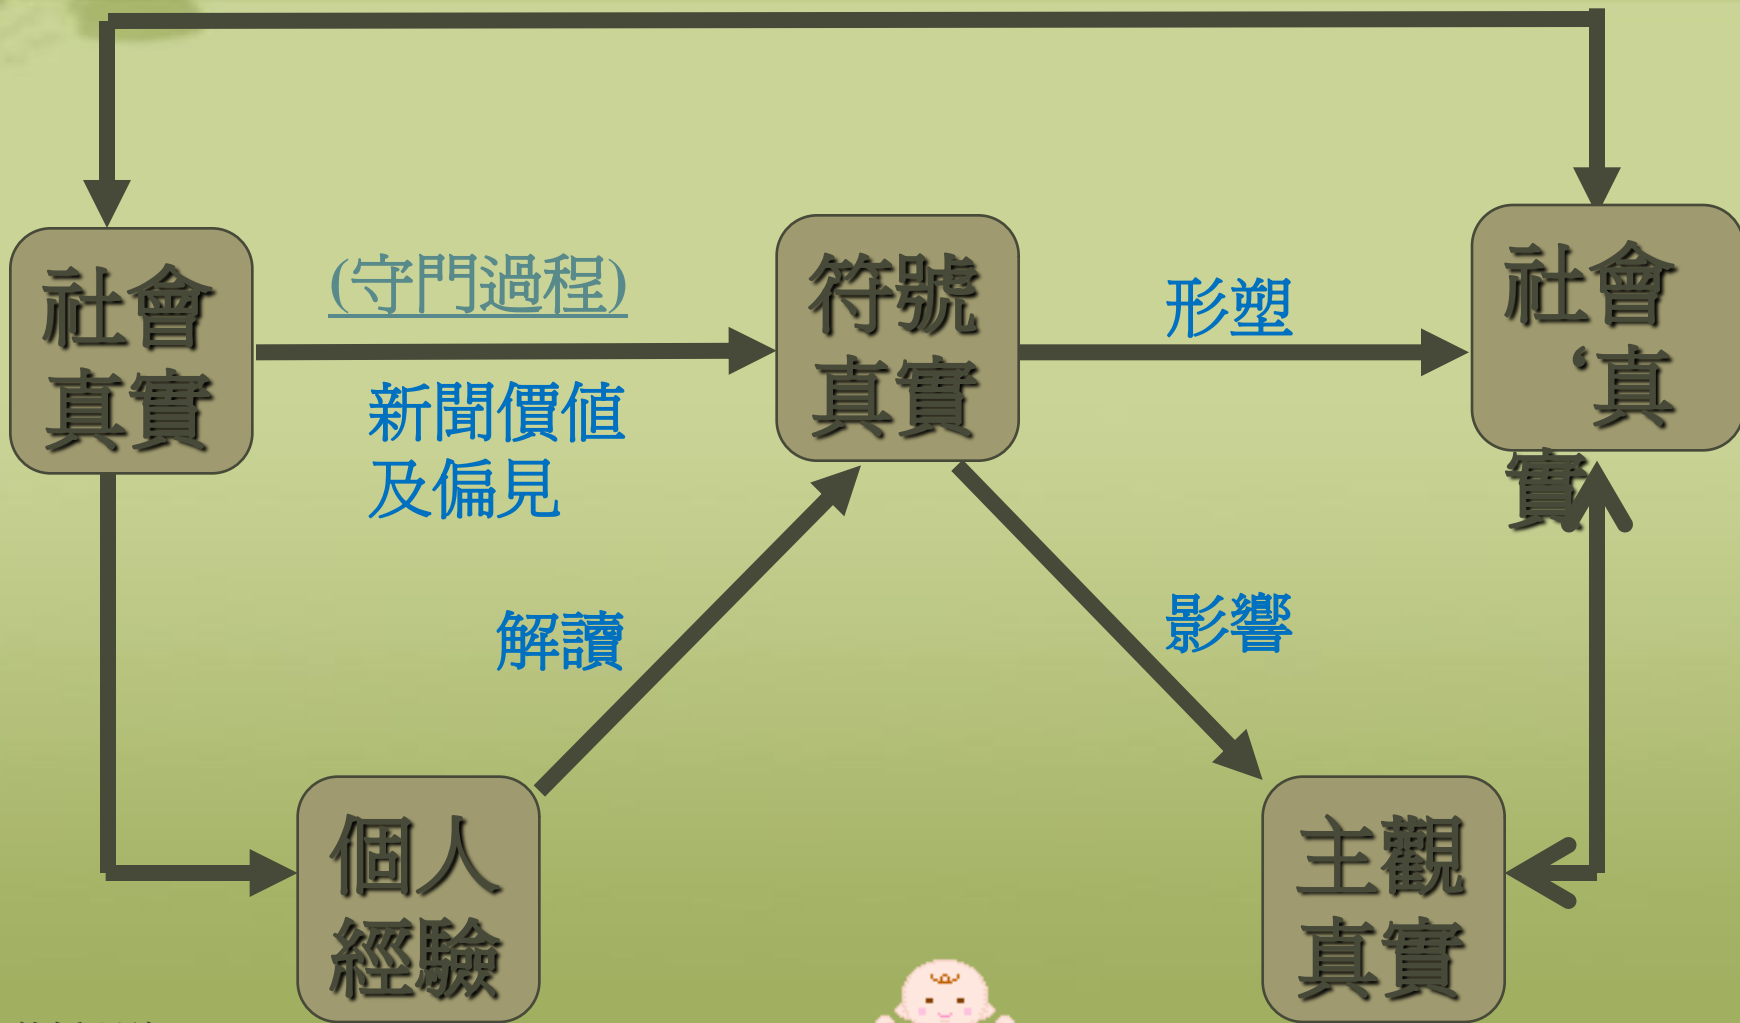 社會
真實
(守門過程)
新聞價值
及偏見
符號
真實
形塑
社會
‘真
實
解讀
影響
個人
經驗
主觀
真實